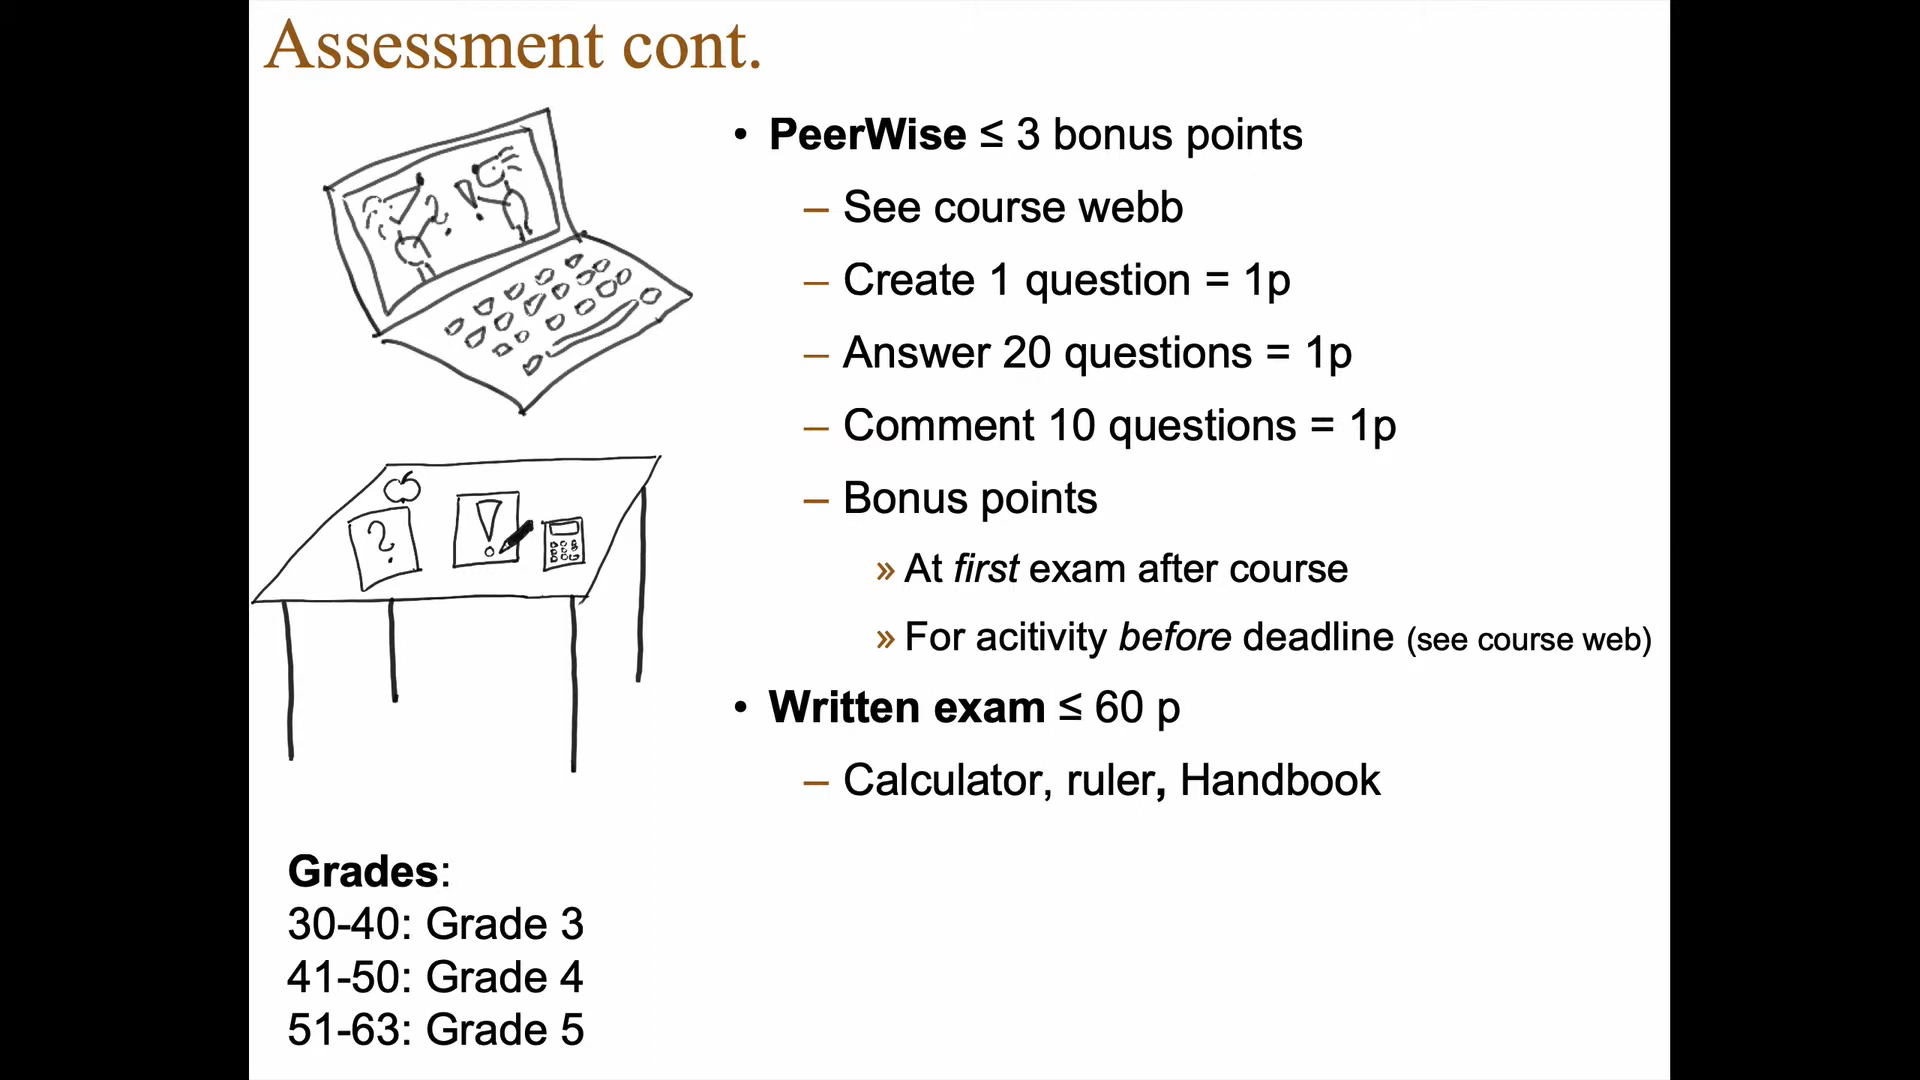 Assessment cont.
• PeerWise ≤ 3 bonus points
– See course webb
– Create 1 question = 1p
– Answer 20 questions = 1p
– Comment 10 questions = 1p
– Bonus points
» At first exam after course
» For acitivity before deadline (see course web)
• Written exam ≤ 60 p
– Calculator, ruler, Handbook
? !
? !
Grades:
30-40: Grade 3
41-50: Grade 4
51-63: Grade 5